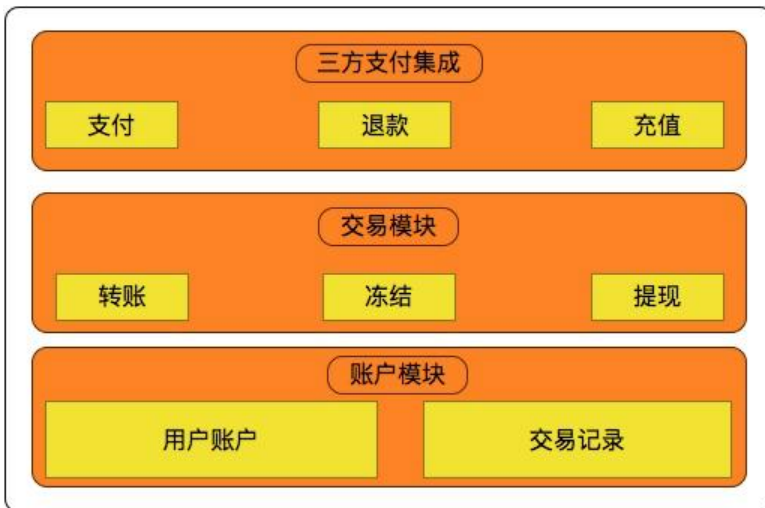 三方支付集成
支付
退款
充值
交易模块
转账
冻结
提现
账户模块
用户账户
交易记录